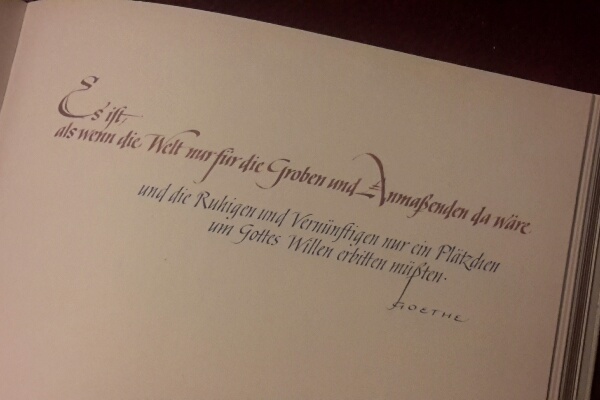 Es ist,
als wenn die Welt nur für die Groben und Anmaßenden da wäre
und die Ruhigen und Vernünftigen nur ein Plätzchen
um Gottes Willen erbitten müßten.
GOETHE